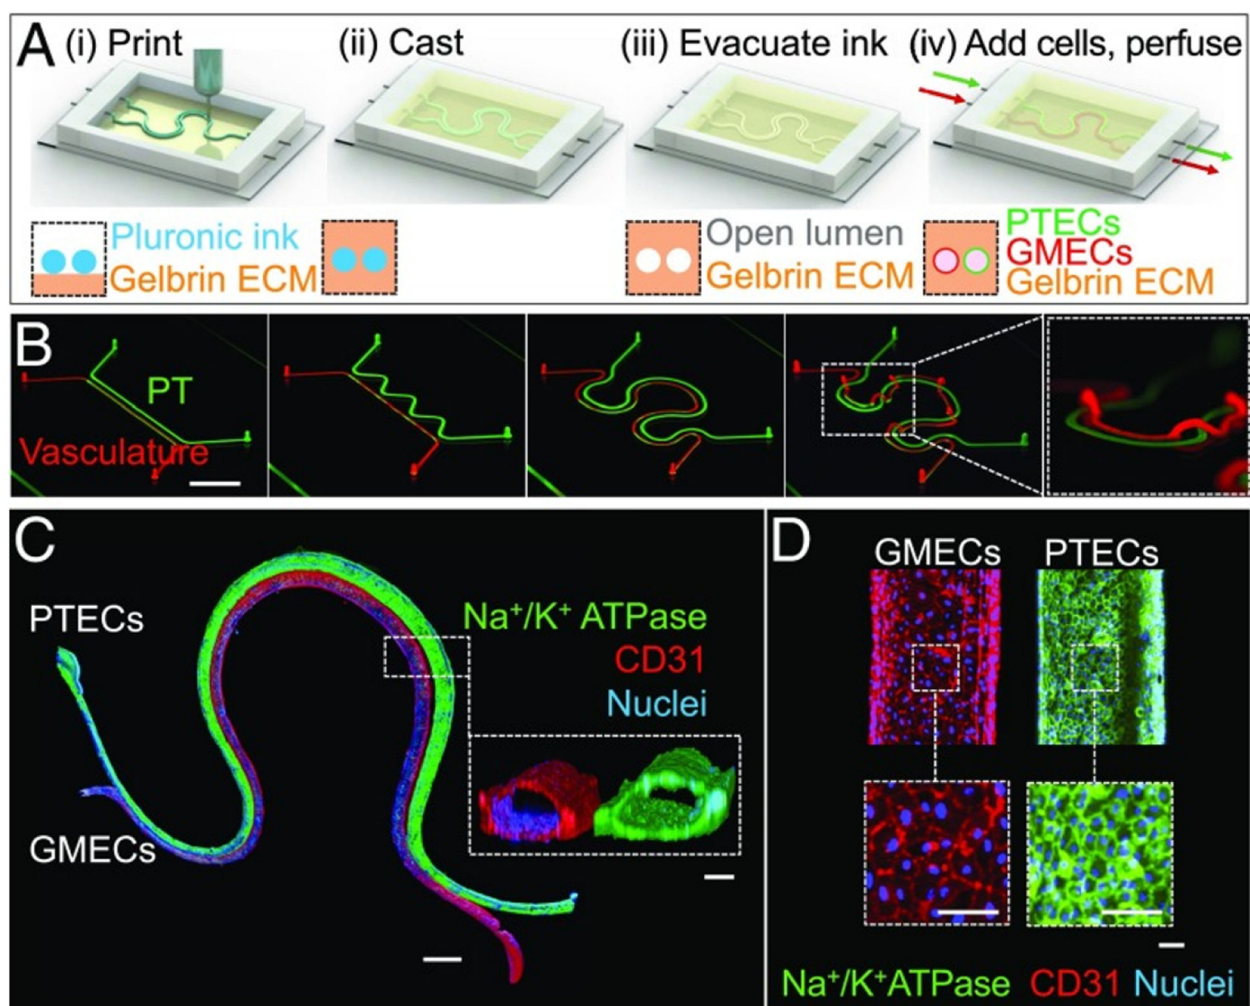 A
(i) Print
(ii) Cast
(iii) Evacuate ink
(iv) Add cells, perfuse
Pluronic ink
Gelbrin ECM
Open lumen
Gelbrin ECM
PTECs
GMECs
Gelbrin ECM
B
PT
Vasculature
C
PTECs
GMECs
Na⁺/K⁺ ATPase
CD31
Nuclei
D
GMECs
PTECs
Na⁺/K⁺ATPase CD31 Nuclei